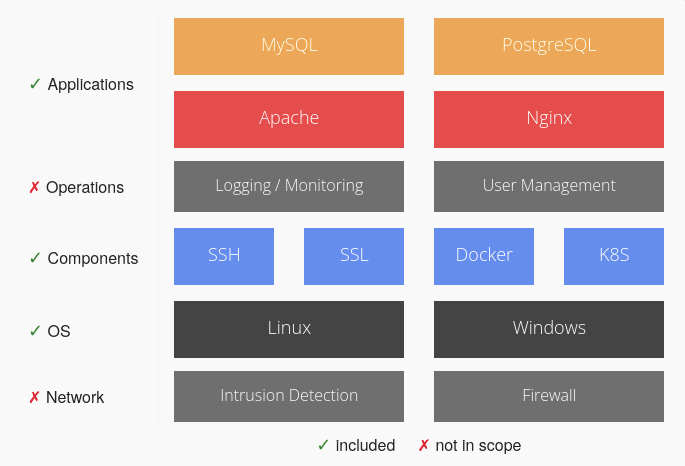 MySQL PostgreSQL
✓ Applications
Apache Nginx
✗ Operations Logging / Monitoring User Management
✓ Components SSH SSL Docker K8S
✓ OS Linux Windows
✗ Network Intrusion Detection Firewall
✓ included ✗ not in scope